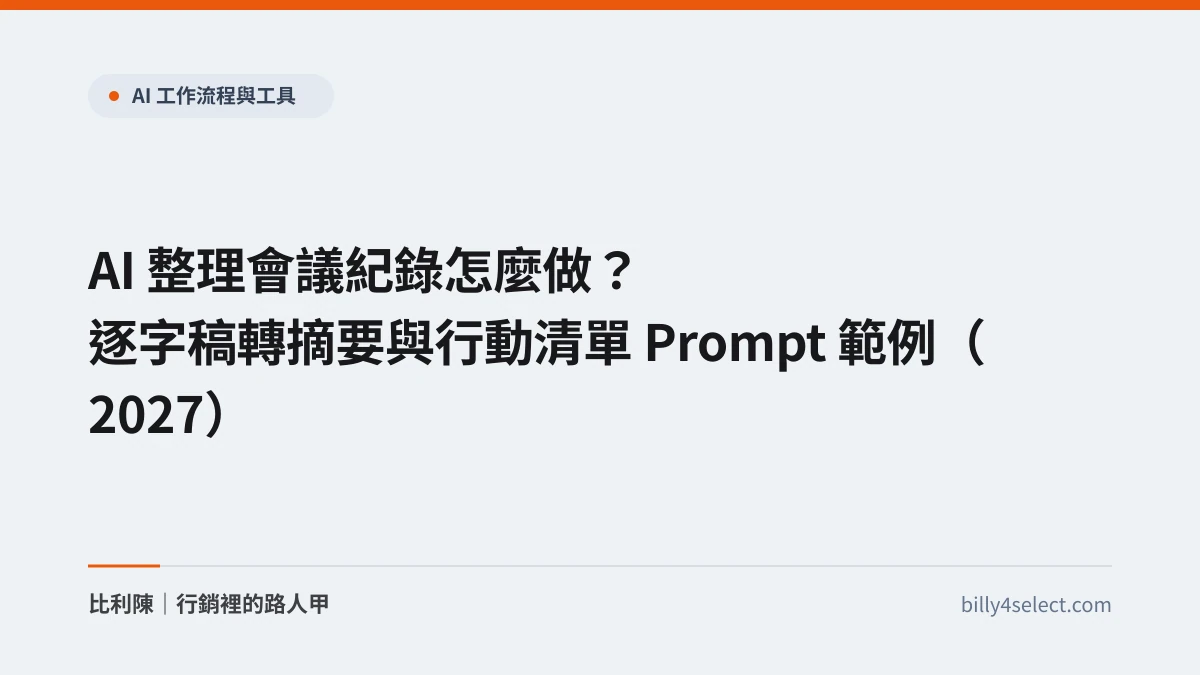 AI 工作流程與工具
AI 整理會議紀錄怎麼做？
逐字稿轉摘要與行動清單 Prompt 範例（
2027）
比利陳｜行銷裡的路人甲
billy4select.com